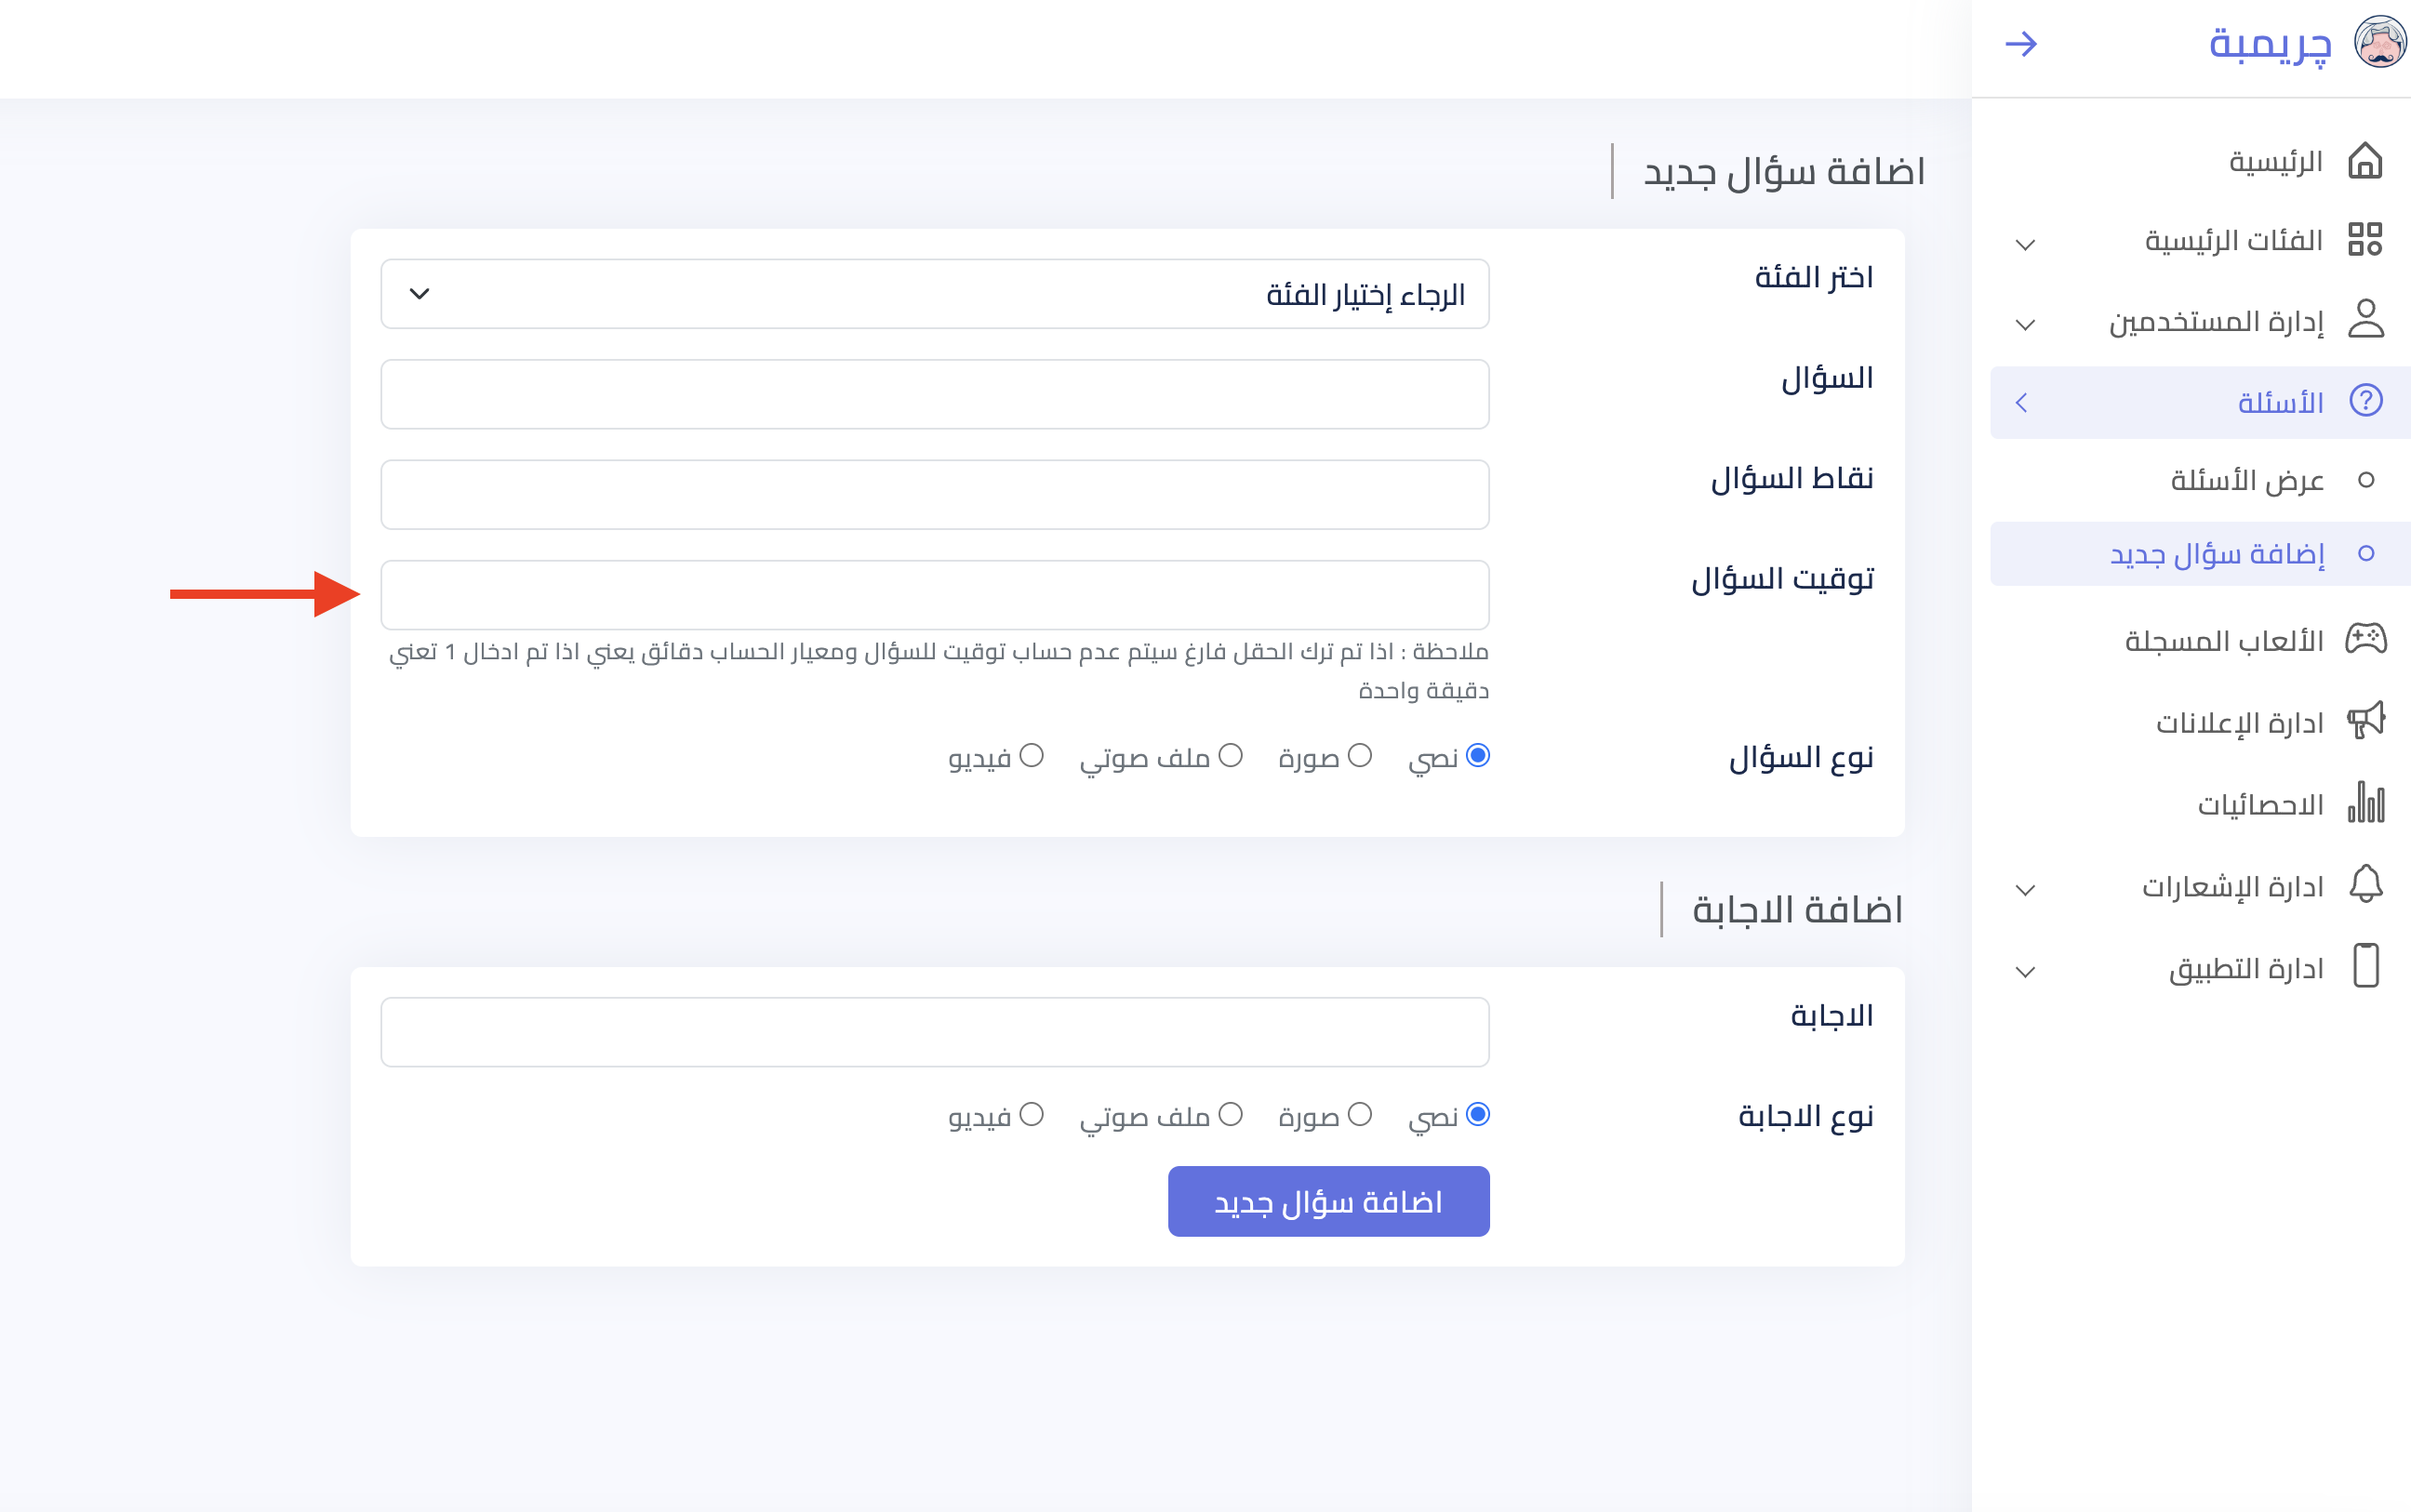 چريمبة
الرئيسية
الفئات الرئيسية
إدارة المستخدمين
الأسئلة
عرض الأسئلة
إضافة سؤال جديد
الألعاب المسجلة
ادارة الإعلانات
الاحصائيات
ادارة الإشعارات
ادارة التطبيق
اضافة سؤال جديد
اختر الفئة
الرجاء إختيار الفئة
السؤال
نقاط السؤال
توقيت السؤال
ملاحظة : اذا تم ترك الحقل فارغ سيتم عدم حساب توقيت للسؤال ومعيار الحساب دقائق يعني اذا تم ادخال 1 تعني
دقيقة واحدة
نوع السؤال
نصي صورة ملف صوتي فيديو
اضافة الاجابة
الاجابة
نوع الاجابة
نصي صورة ملف صوتي فيديو
اضافة سؤال جديد